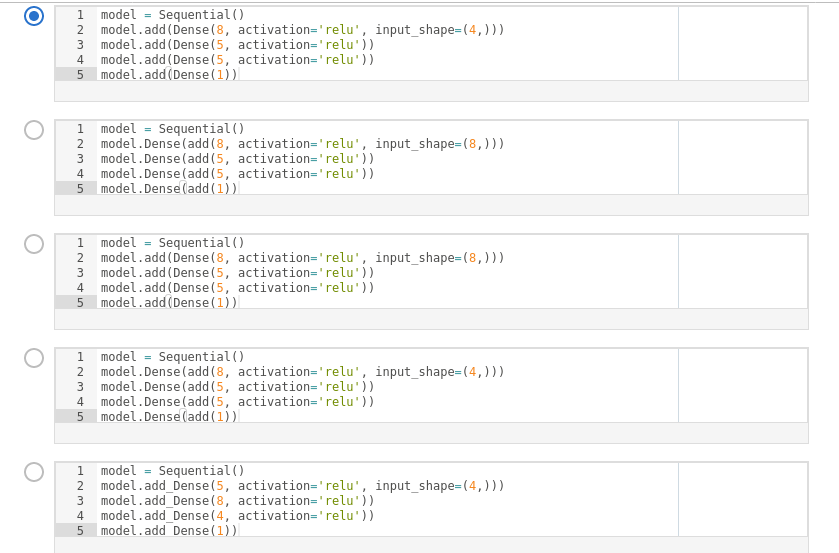 1 model = Sequential()
2 model.add(Dense(8, activation='relu', input_shape=(4,)))
3 model.add(Dense(5, activation='relu'))
4 model.add(Dense(5, activation='relu'))
5 model.add(Dense(1))
1 model = Sequential()
2 model.Dense(add(8, activation='relu', input_shape=(8,)))
3 model.Dense(add(5, activation='relu'))
4 model.Dense(add(5, activation='relu'))
5 model.Dense(add(1))
1 model = Sequential()
2 model.add(Dense(8, activation='relu', input_shape=(8,)))
3 model.add(Dense(5, activation='relu'))
4 model.add(Dense(5, activation='relu'))
5 model.add(Dense(1))
1 model = Sequential()
2 model.Dense(add(8, activation='relu', input_shape=(4,)))
3 model.Dense(add(5, activation='relu'))
4 model.Dense(add(5, activation='relu'))
5 model.Dense(add(1))
1 model = Sequential()
2 model.add_Dense(5, activation='relu', input_shape=(4,)))
3 model.add_Dense(8, activation='relu'))
4 model.add_Dense(4, activation='relu'))
5 model.add_Dense(1))